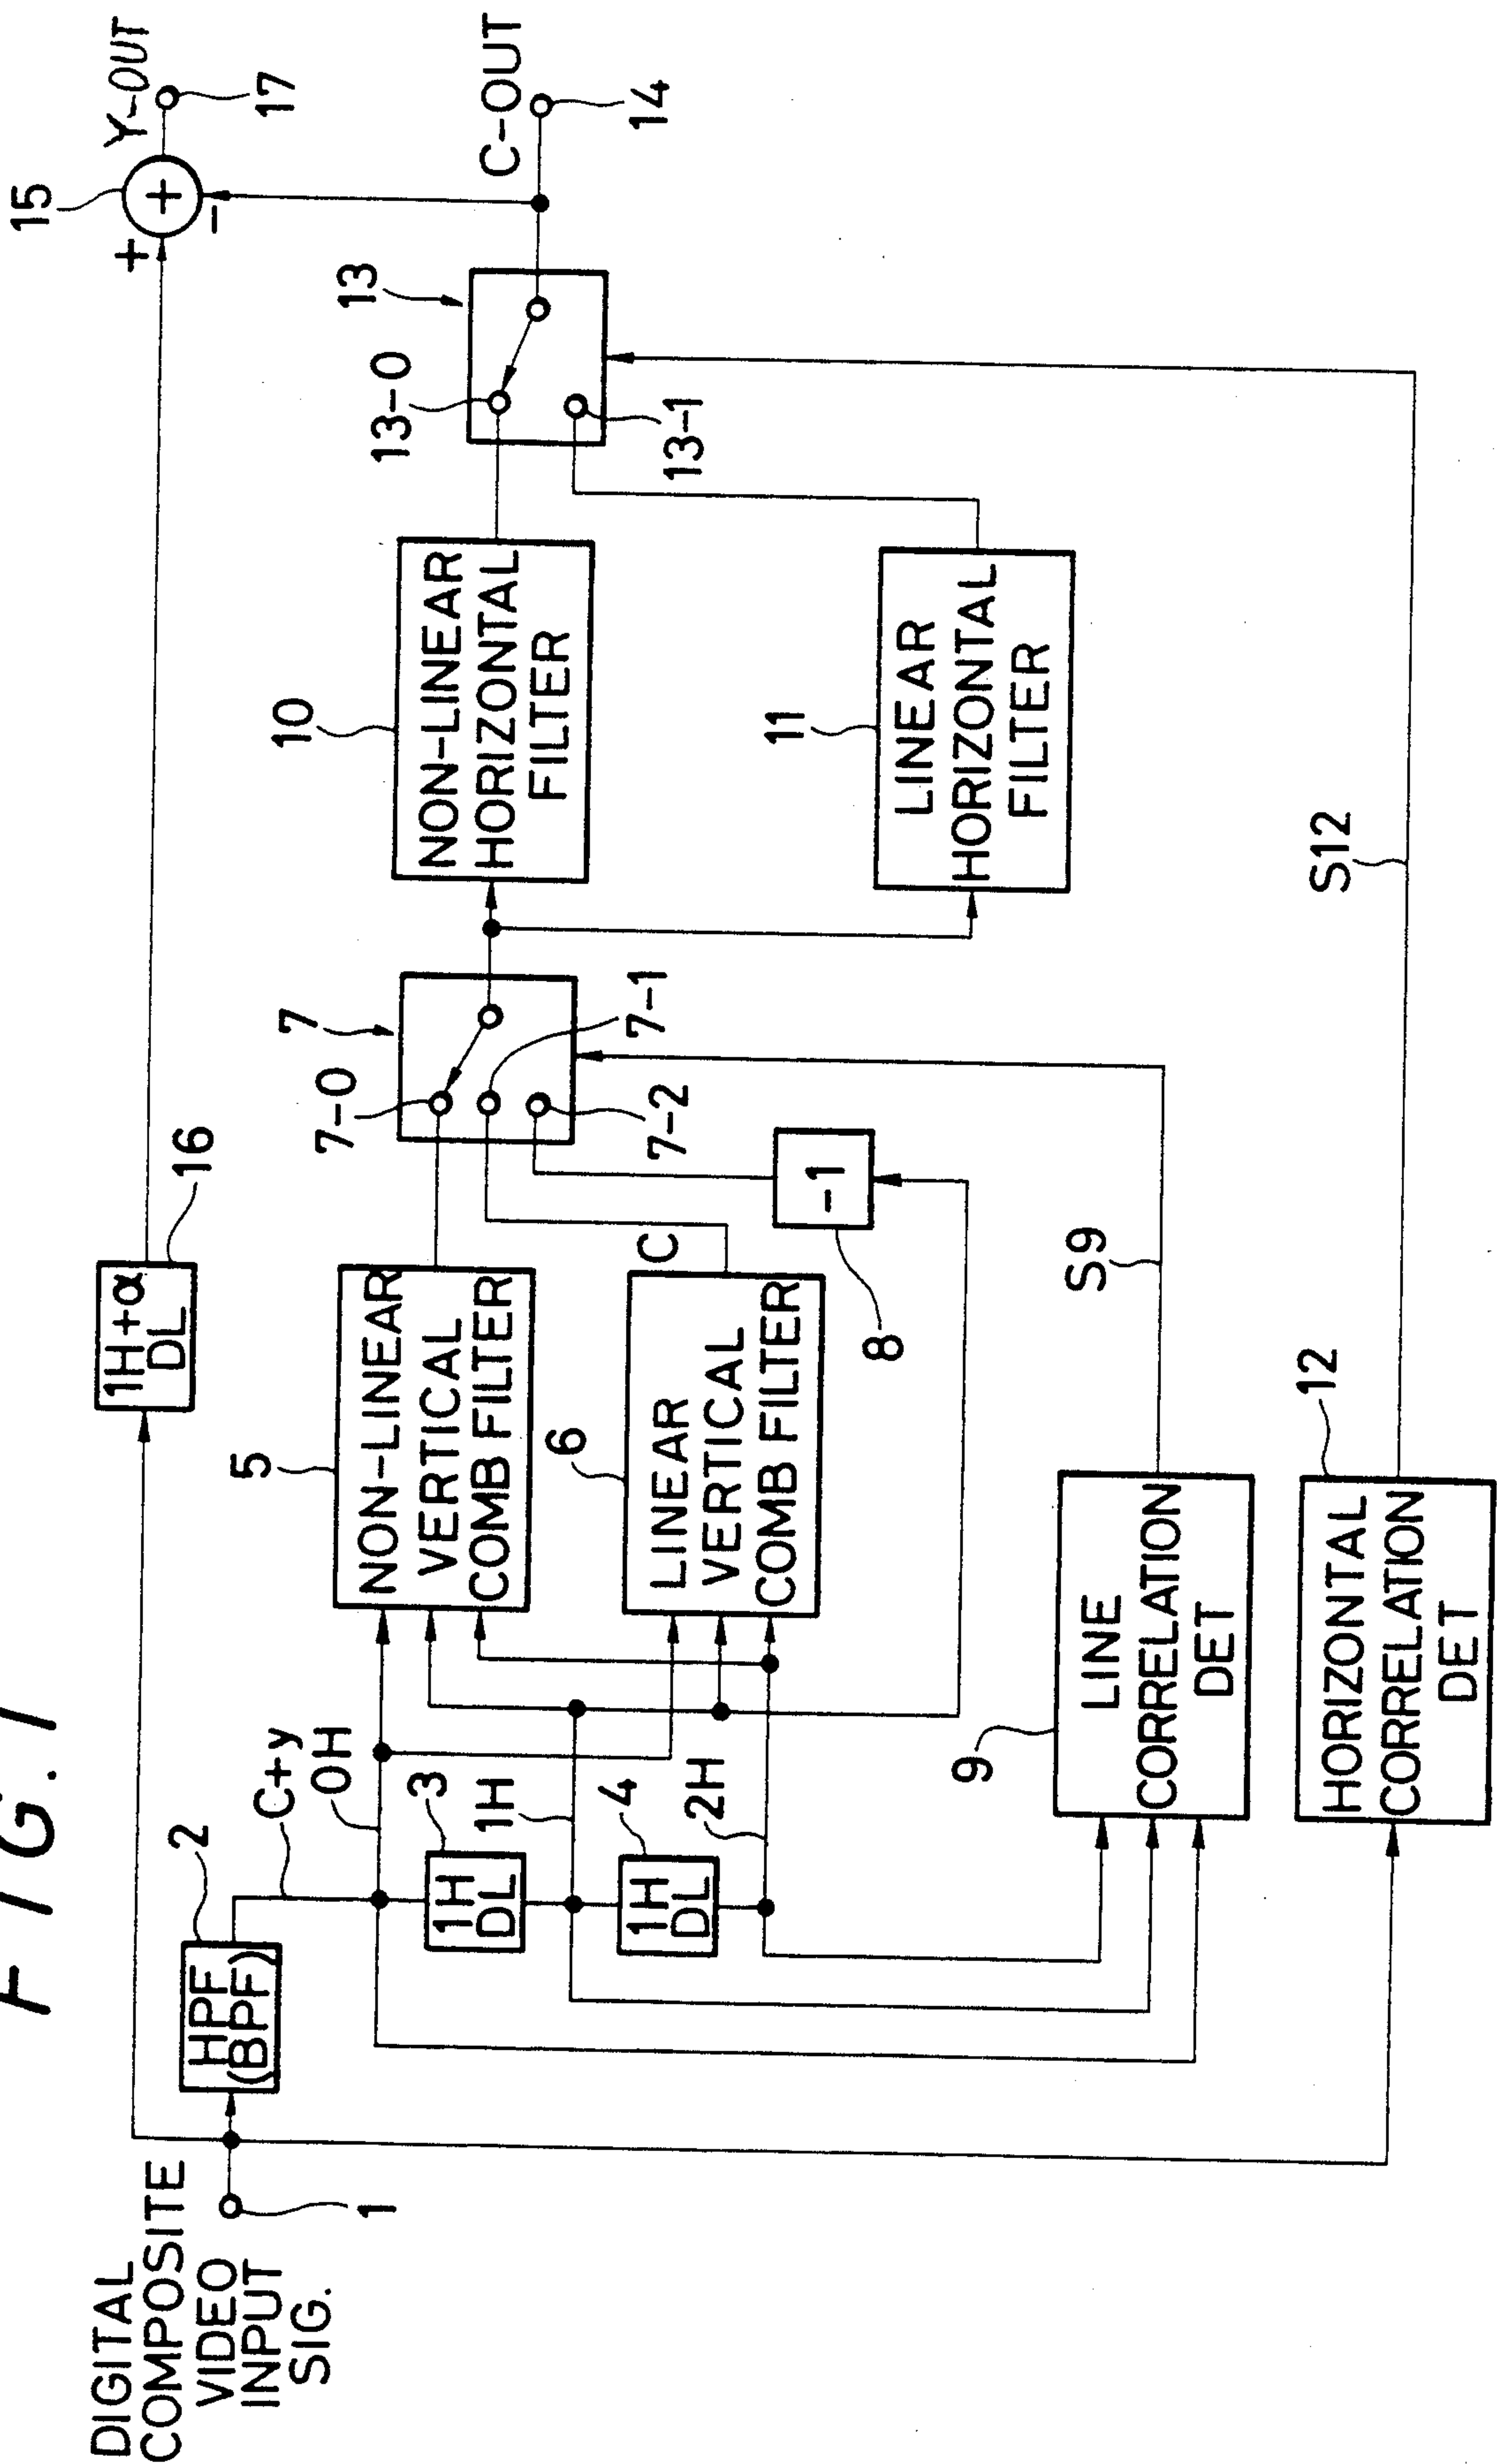 FIG. 1
DIGITAL
COMPOSITE
VIDEO
INPUT
SIG.
1
HPF
(BPF)
2
C+y
0H
1H
DL
3
1H
1H
DL
4
2H
1H+α
DL
16
NON-LINEAR
VERTICAL
COMB FILTER
5
LINEAR
VERTICAL
COMB FILTER
6
C
-1
8
7
7-0
7-1
7-2
LINE
CORRELATION
DET
9
S9
HORIZONTAL
CORRELATION
DET
12
S12
NON-LINEAR
HORIZONTAL
FILTER
10
LINEAR
HORIZONTAL
FILTER
11
13
13-0
13-1
15
+
+
-
Y-OUT
17
C-OUT
14